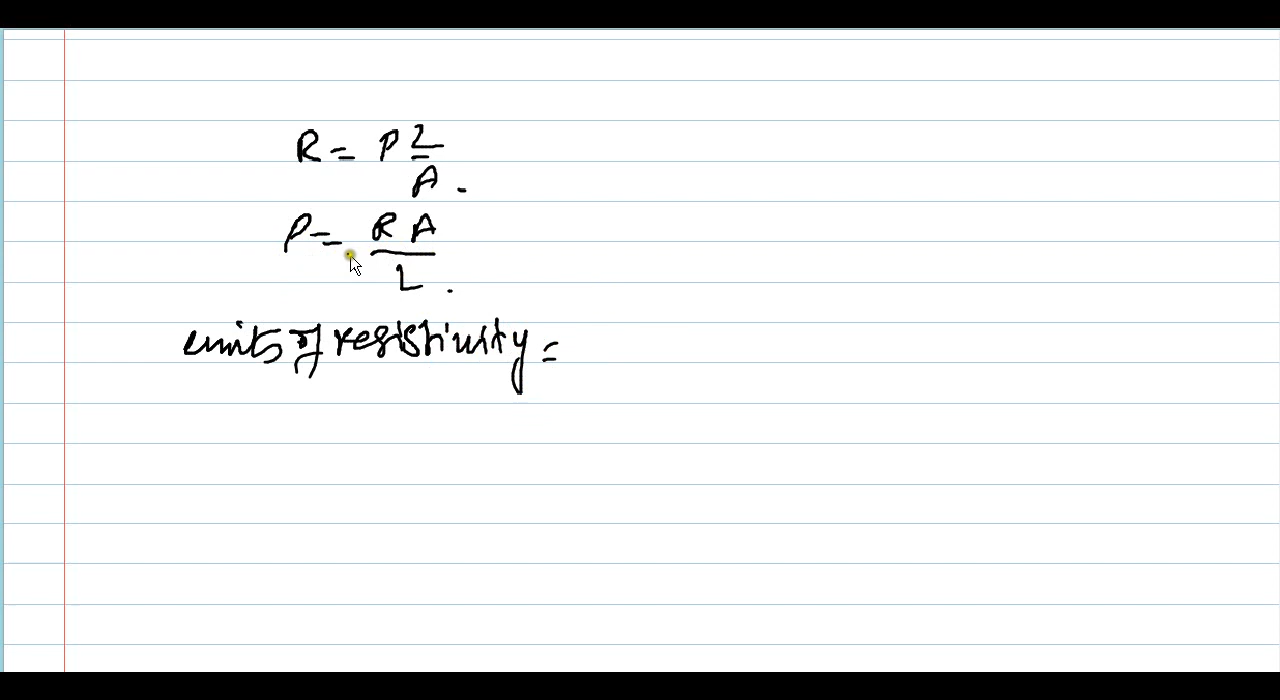 R = ρ L/A.
ρ = RA/L.
units of resistivity =